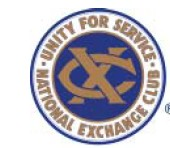 UNITY FOR SERVICE
NATIONAL EXCHANGE CLUB
XC
®